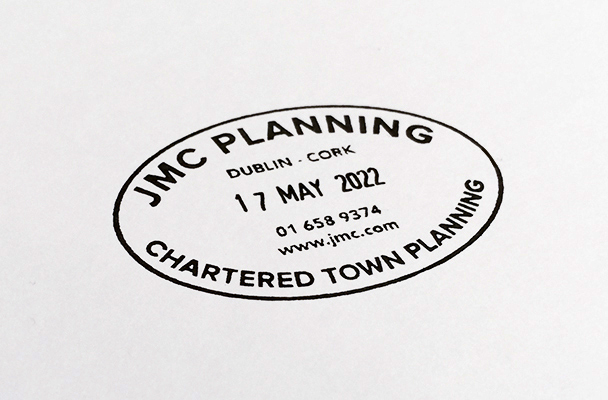 JMC PLANNING
DUBLIN - CORK
17 MAY 2022
01 658 9374
www.jmc.com
CHARTERED TOWN PLANNING